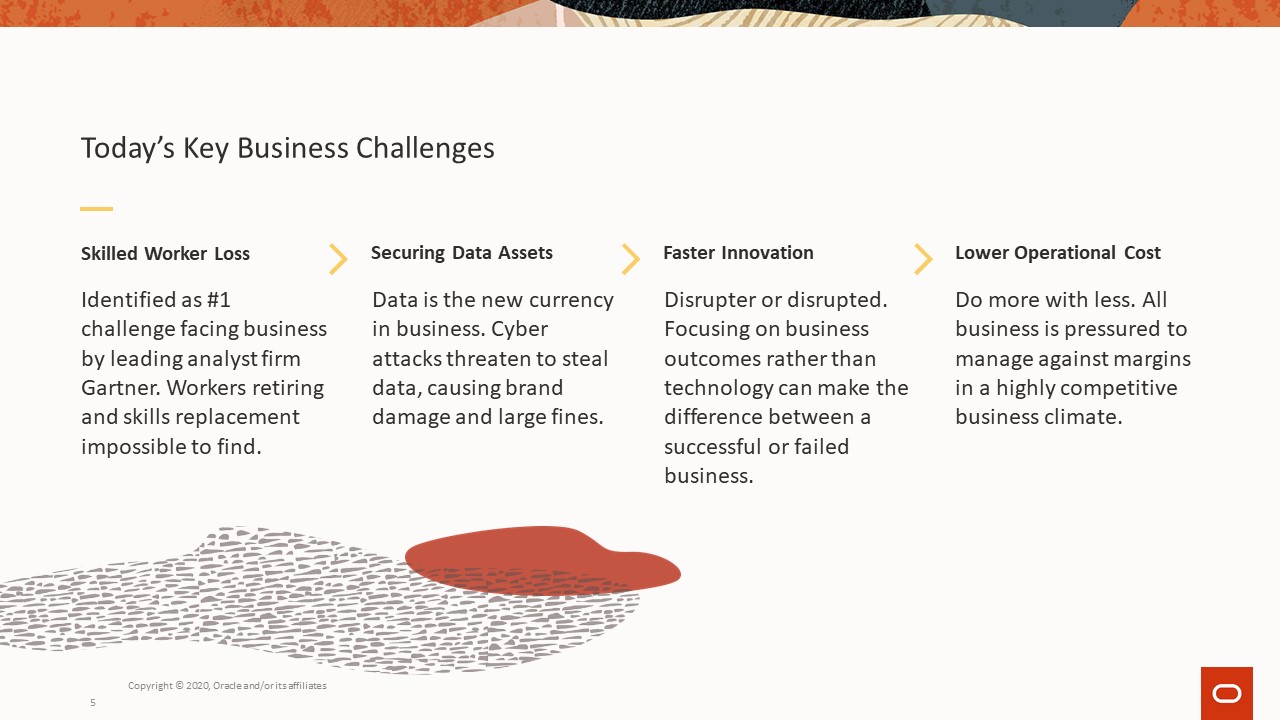 Today’s Key Business Challenges
Skilled Worker Loss
Identified as #1
challenge facing business
by leading analyst firm
Gartner. Workers retiring
and skills replacement
impossible to find.
Securing Data Assets
Data is the new currency
in business. Cyber
attacks threaten to steal
data, causing brand
damage and large fines.
Faster Innovation
Disrupter or disrupted.
Focusing on business
outcomes rather than
technology can make the
difference between a
successful or failed
business.
Lower Operational Cost
Do more with less. All
business is pressured to
manage against margins
in a highly competitive
business climate.
Copyright © 2020, Oracle and/or its affiliates
5